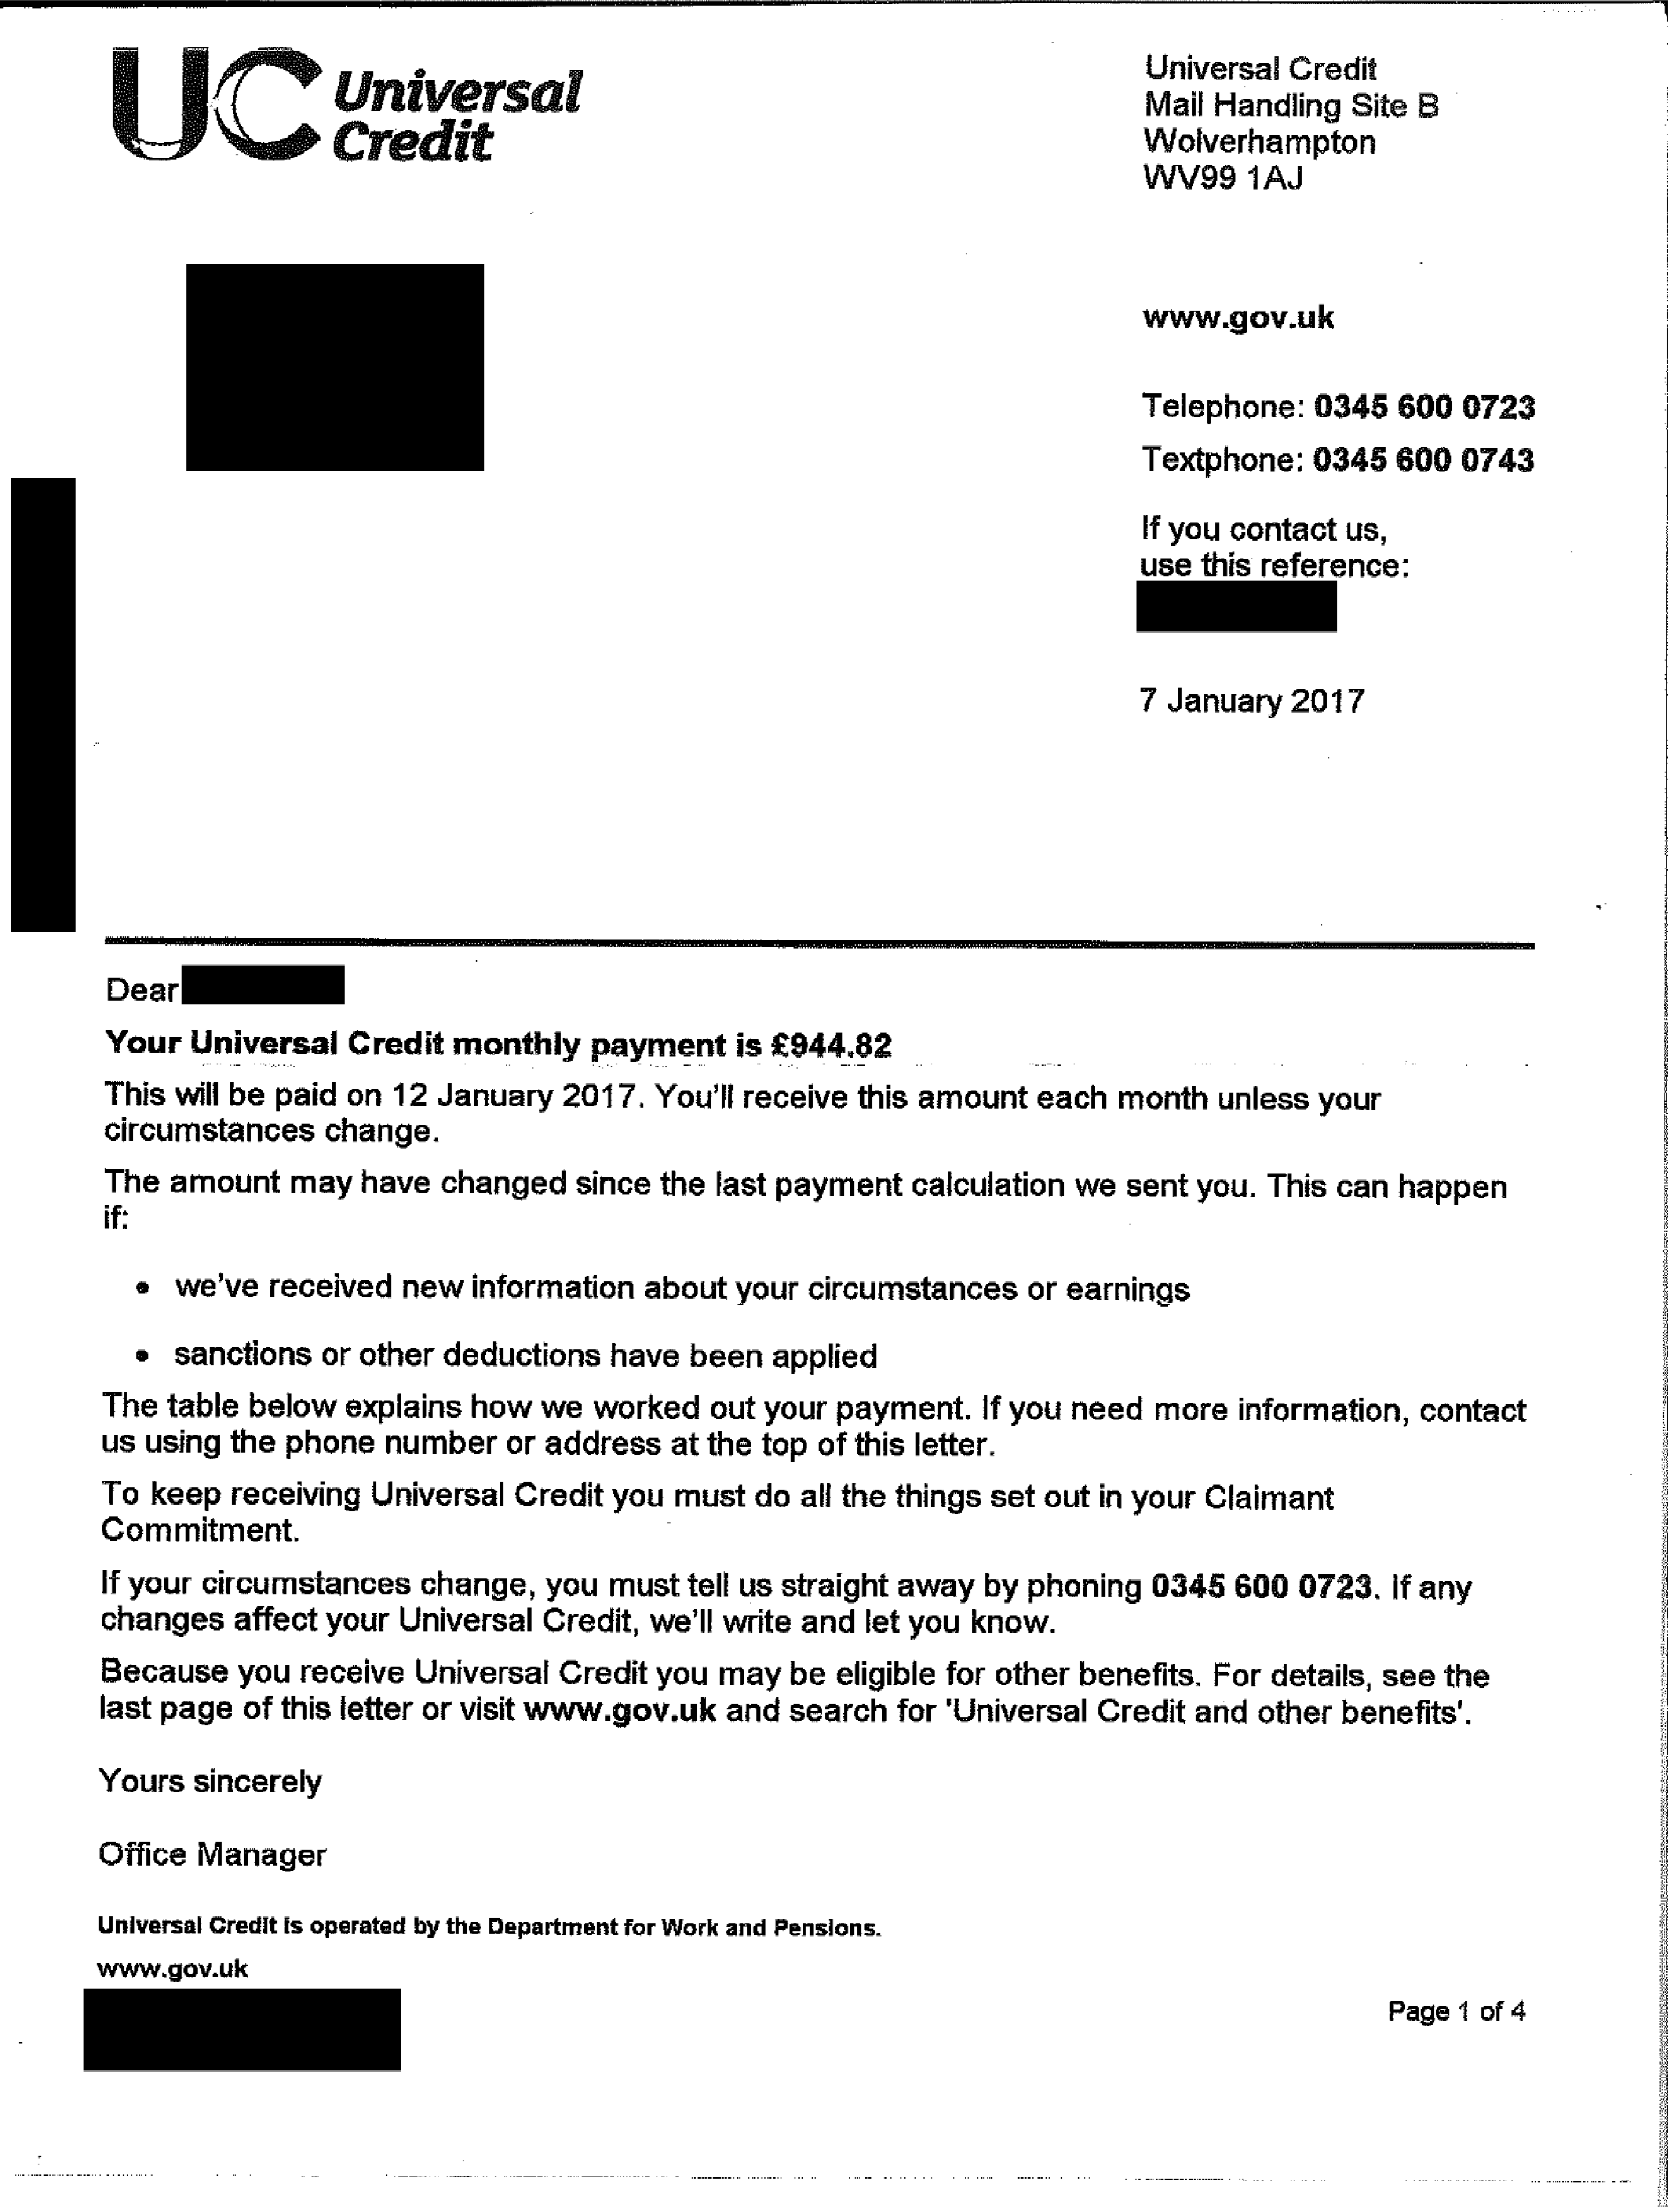 UC Universal
Credit
Universal Credit
Mail Handling Site B
Wolverhampton
WV99 1AJ
www.gov.uk
Telephone: 0345 600 0723
Textphone: 0345 600 0743
If you contact us,
use this reference:
7 January 2017
Dear
Your Universal Credit monthly payment is £944.82
This will be paid on 12 January 2017. You'll receive this amount each month unless your
circumstances change.
The amount may have changed since the last payment calculation we sent you. This can happen
if:
• we've received new information about your circumstances or earnings
• sanctions or other deductions have been applied
The table below explains how we worked out your payment. If you need more information, contact
us using the phone number or address at the top of this letter.
To keep receiving Universal Credit you must do all the things set out in your Claimant
Commitment.
If your circumstances change, you must tell us straight away by phoning 0345 600 0723. If any
changes affect your Universal Credit, we'll write and let you know.
Because you receive Universal Credit you may be eligible for other benefits. For details, see the
last page of this letter or visit www.gov.uk and search for 'Universal Credit and other benefits'.
Yours sincerely
Office Manager
Universal Credit is operated by the Department for Work and Pensions.
www.gov.uk
Page 1 of 4